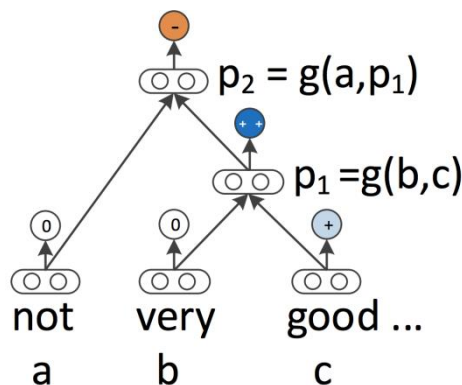 -
p₂ = g(a,p₁)
+ +
p₁ =g(b,c)
0 0 +
not very good ...
a b c